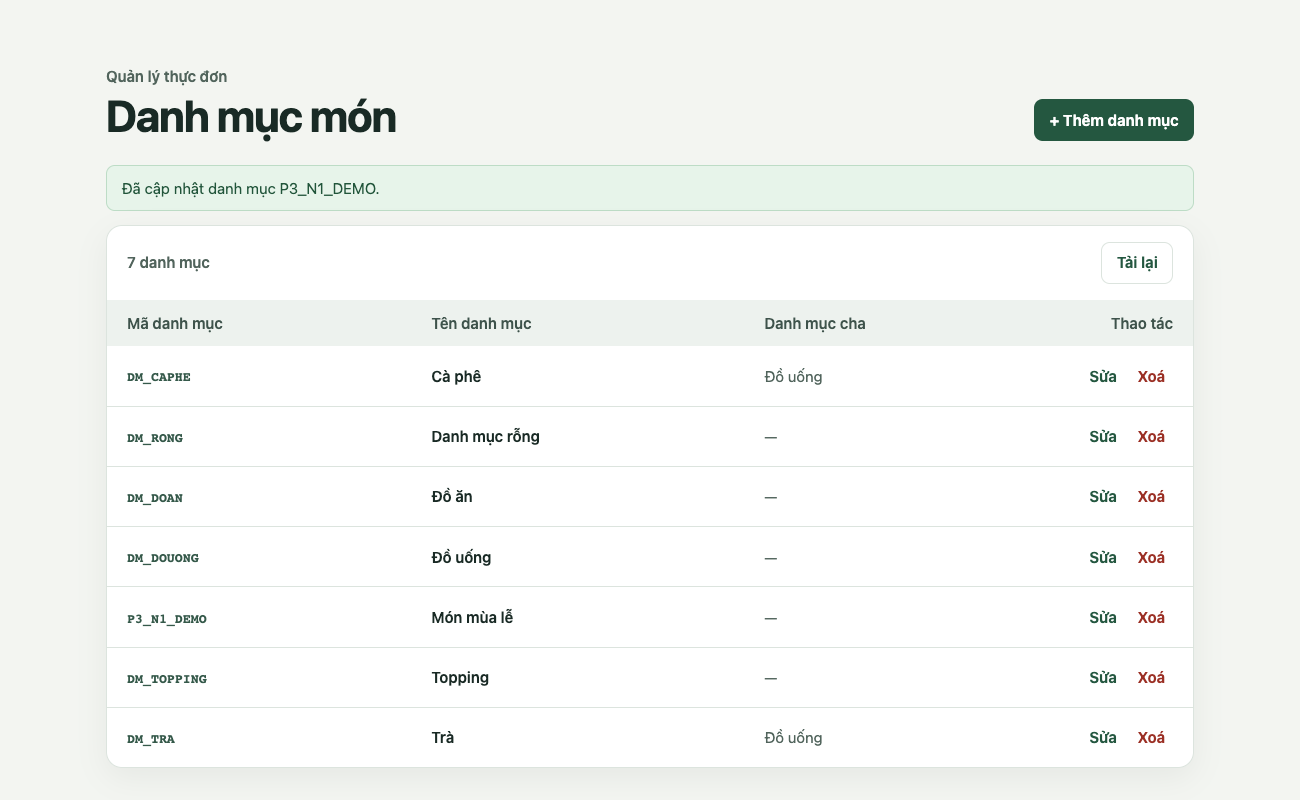 Quản lý thực đơn
Danh mục món
+ Thêm danh mục
Đã cập nhật danh mục P3_N1_DEMO.
7 danh mục
Tải lại
Mã danh mục Tên danh mục Danh mục cha Thao tác
DM_CAPHE Cà phê Đồ uống Sửa Xoá
DM_RONG Danh mục rỗng — Sửa Xoá
DM_DOAN Đồ ăn — Sửa Xoá
DM_DOUONG Đồ uống — Sửa Xoá
P3_N1_DEMO Món mùa lễ — Sửa Xoá
DM_TOPPING Topping — Sửa Xoá
DM_TRA Trà Đồ uống Sửa Xoá